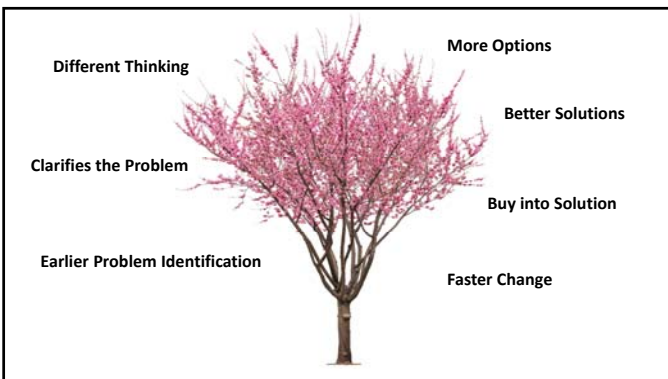 Different Thinking
Clarifies the Problem
Earlier Problem Identification
More Options
Better Solutions
Buy into Solution
Faster Change